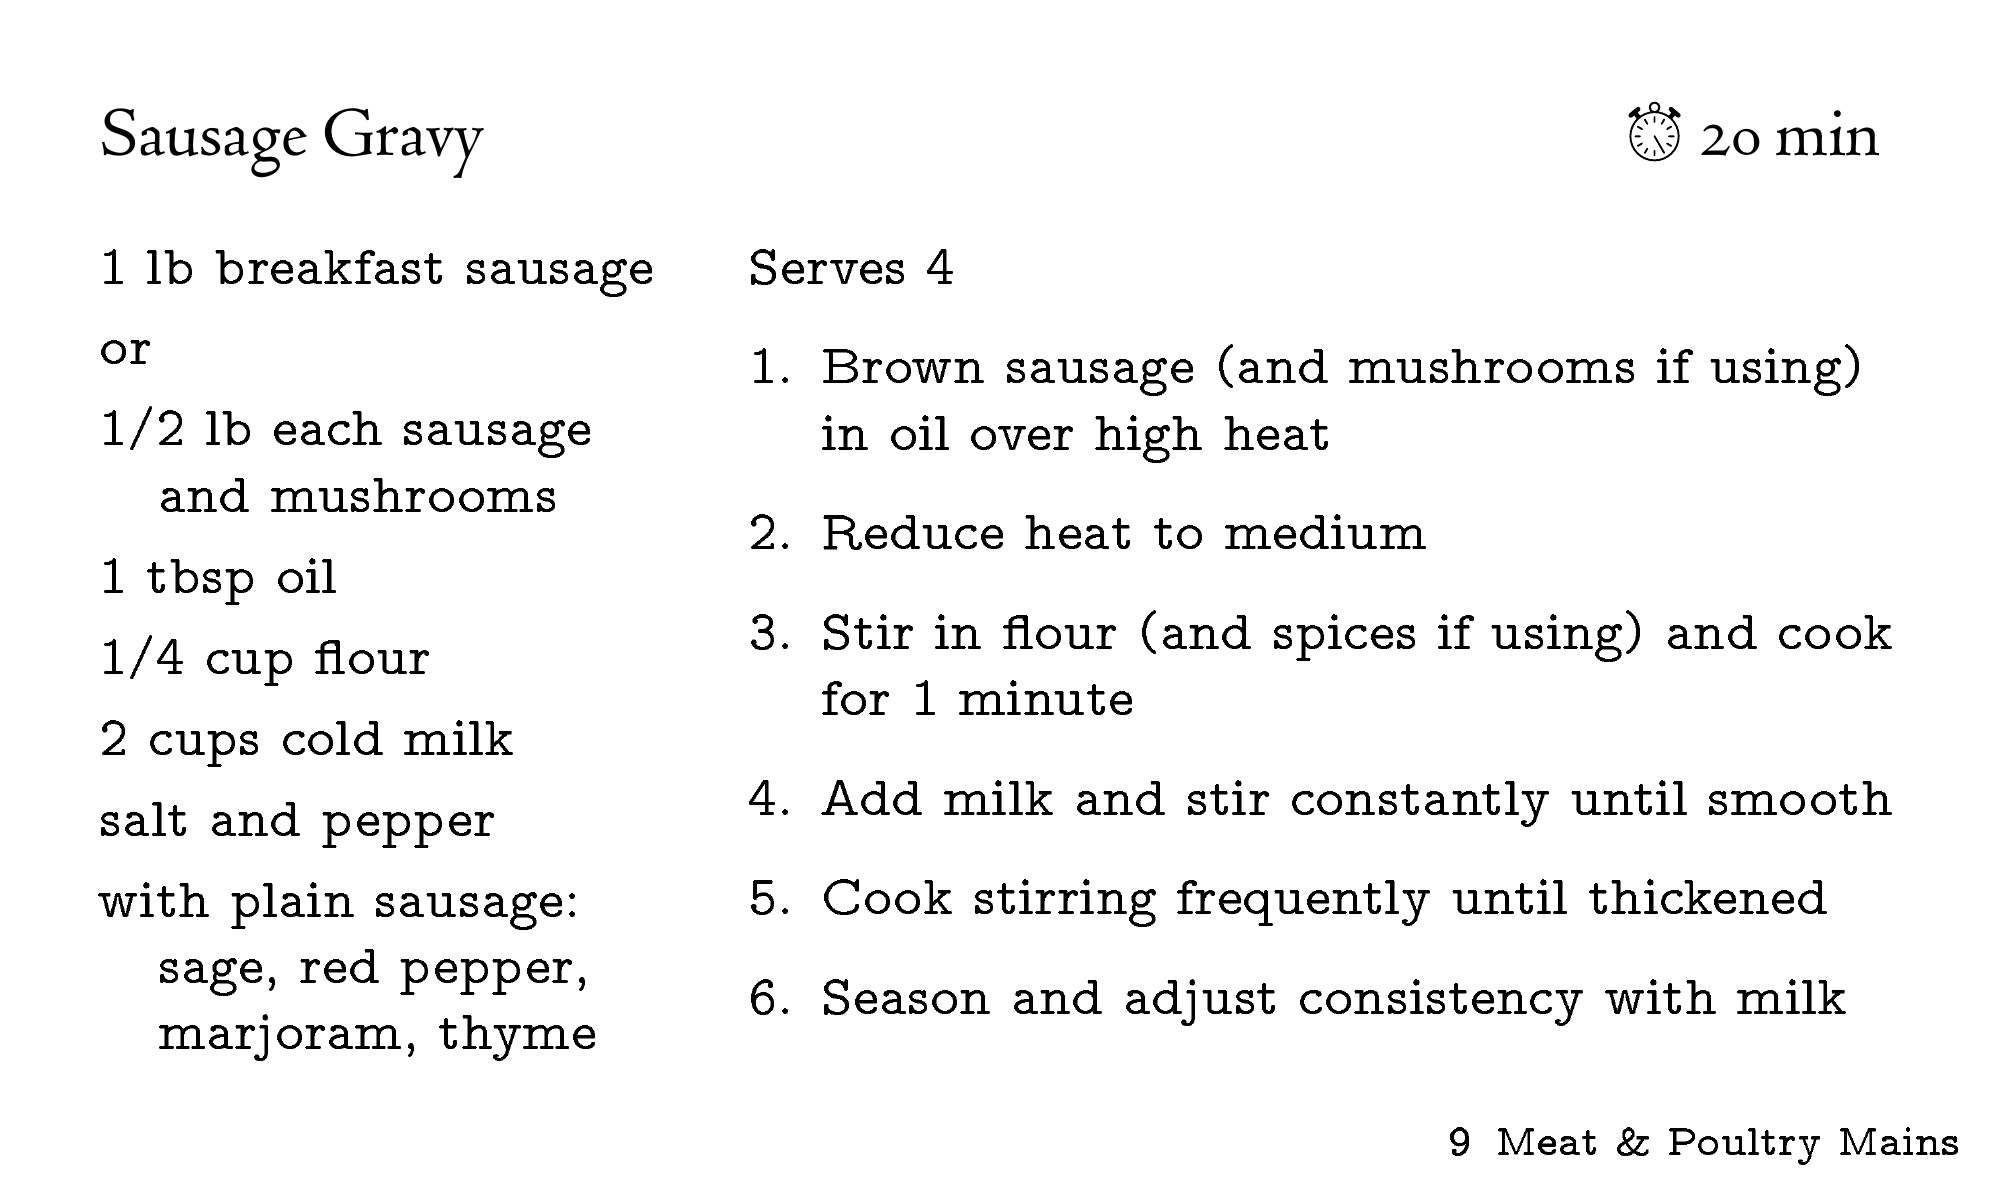 Sausage Gravy
20 min
1 lb breakfast sausage
or
1/2 lb each sausage
and mushrooms
1 tbsp oil
1/4 cup flour
2 cups cold milk
salt and pepper
with plain sausage:
sage, red pepper,
marjoram, thyme
Serves 4
1. Brown sausage (and mushrooms if using)
in oil over high heat
2. Reduce heat to medium
3. Stir in flour (and spices if using) and cook
for 1 minute
4. Add milk and stir constantly until smooth
5. Cook stirring frequently until thickened
6. Season and adjust consistency with milk
9 Meat & Poultry Mains